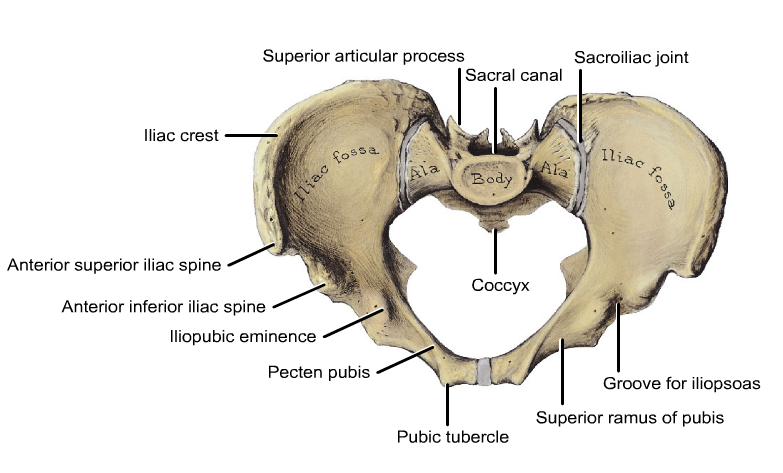 Superior articular process
Sacroiliac joint
Sacral canal
Iliac crest
Iliac fossa
Ala
Body
Ala
Iliac fossa
Anterior superior iliac spine
Coccyx
Anterior inferior iliac spine
Iliopubic eminence
Pecten pubis
Groove for iliopsoas
Superior ramus of pubis
Pubic tubercle